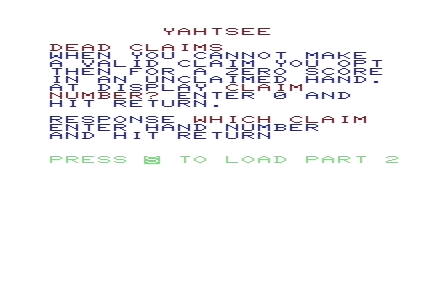 YAHTSEE
DEAD CLAIMS
WHEN YOU CANNOT MAKE
A VALID CLAIM YOU OPT
THEN FOR A ZERO SCORE
IN AN UNCLAIMED HAND.
AT DISPLAY CLAIM
NUMBER? ENTER 0 AND
HIT RETURN.
RESPONSE WHICH CLAIM
ENTER HAND NUMBER
AND HIT RETURN
PRESS S TO LOAD PART 2